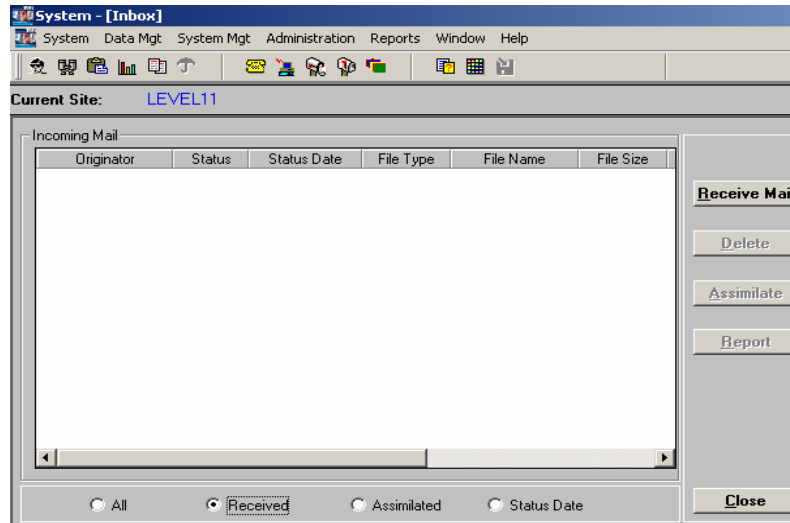 System - [Inbox]
System Data Mgt System Mgt Administration Reports Window Help
Current Site: LEVEL11
Incoming Mail
Originator Status Status Date File Type File Name File Size
Receive Mai
Delete
Assimilate
Report
All Received Assimilated Status Date
Close